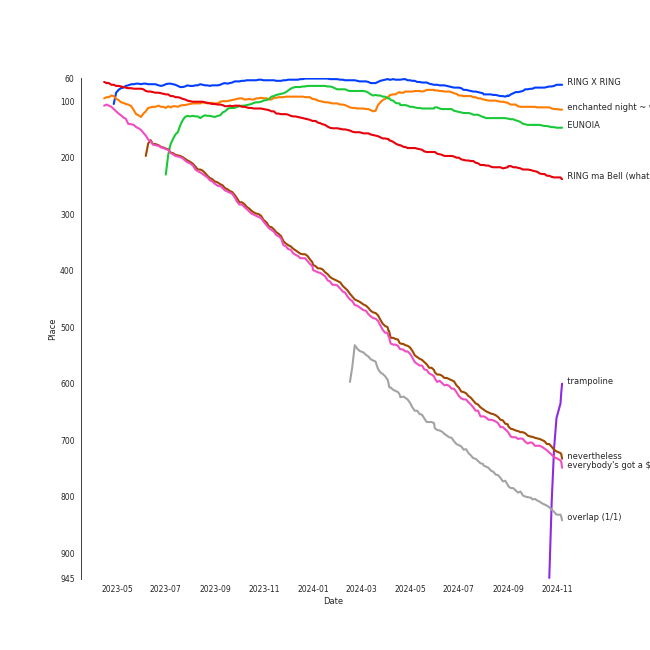 60
100
200
300
400
500
600
700
800
900
945
Place
2023-05
2023-07
2023-09
2023-11
2024-01
2024-03
2024-05
2024-07
2024-09
2024-11
Date
RING X RING
enchanted night ~
EUNOIA
RING ma Bell (what
trampoline
nevertheless
everybody's got a $
overlap (1/1)